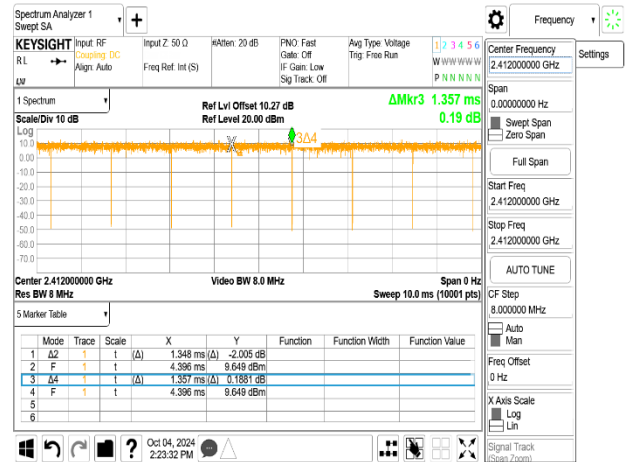 Spectrum Analyzer 1
Swept SA
Frequency
KEYSIGHT Input: RF Input Z: 50 Ω #Atten: 20 dB PNO: Fast Avg Type: Voltage 1 2 3 4 5 6
RL Coupling: DC Gate: Off Trig: Free Run
Align: Auto Freq Ref: Int (S) IF Gain: Low W W W W W W
Sig Track: Off P N N N N N
Center Frequency
2.412000000 GHz
Settings
Span
0.00000000 Hz
Swept Span
Zero Span
Full Span
Start Freq
2.412000000 GHz
Stop Freq
2.412000000 GHz
AUTO TUNE
CF Step
8.000000 MHz
Auto
Man
Freq Offset
0 Hz
X Axis Scale
Log
Lin
Signal Track
(Span Zoom)
1 Spectrum Ref Lvl Offset 10.27 dB ΔMkr3 1.357 ms
Scale/Div 10 dB Ref Level 20.00 dBm 0.19 dB
Log
10.0
0.00
-10.0
-20.0
-30.0
-40.0
-50.0
-60.0
-70.0
X
3Δ4
Center 2.412000000 GHz Video BW 8.0 MHz Span 0 Hz
Res BW 8 MHz Sweep 10.0 ms (10001 pts)
5 Marker Table
Mode Trace Scale X Y Function Function Width Function Value
1 Δ2 1 t (Δ) 1.348 ms (Δ) -2.005 dB
2 F 1 t 4.396 ms 9.649 dBm
3 Δ4 1 t (Δ) 1.357 ms (Δ) 0.1881 dB
4 F 1 t 4.396 ms 9.649 dBm
5
6
? Oct 04, 2024
2:23:32 PM